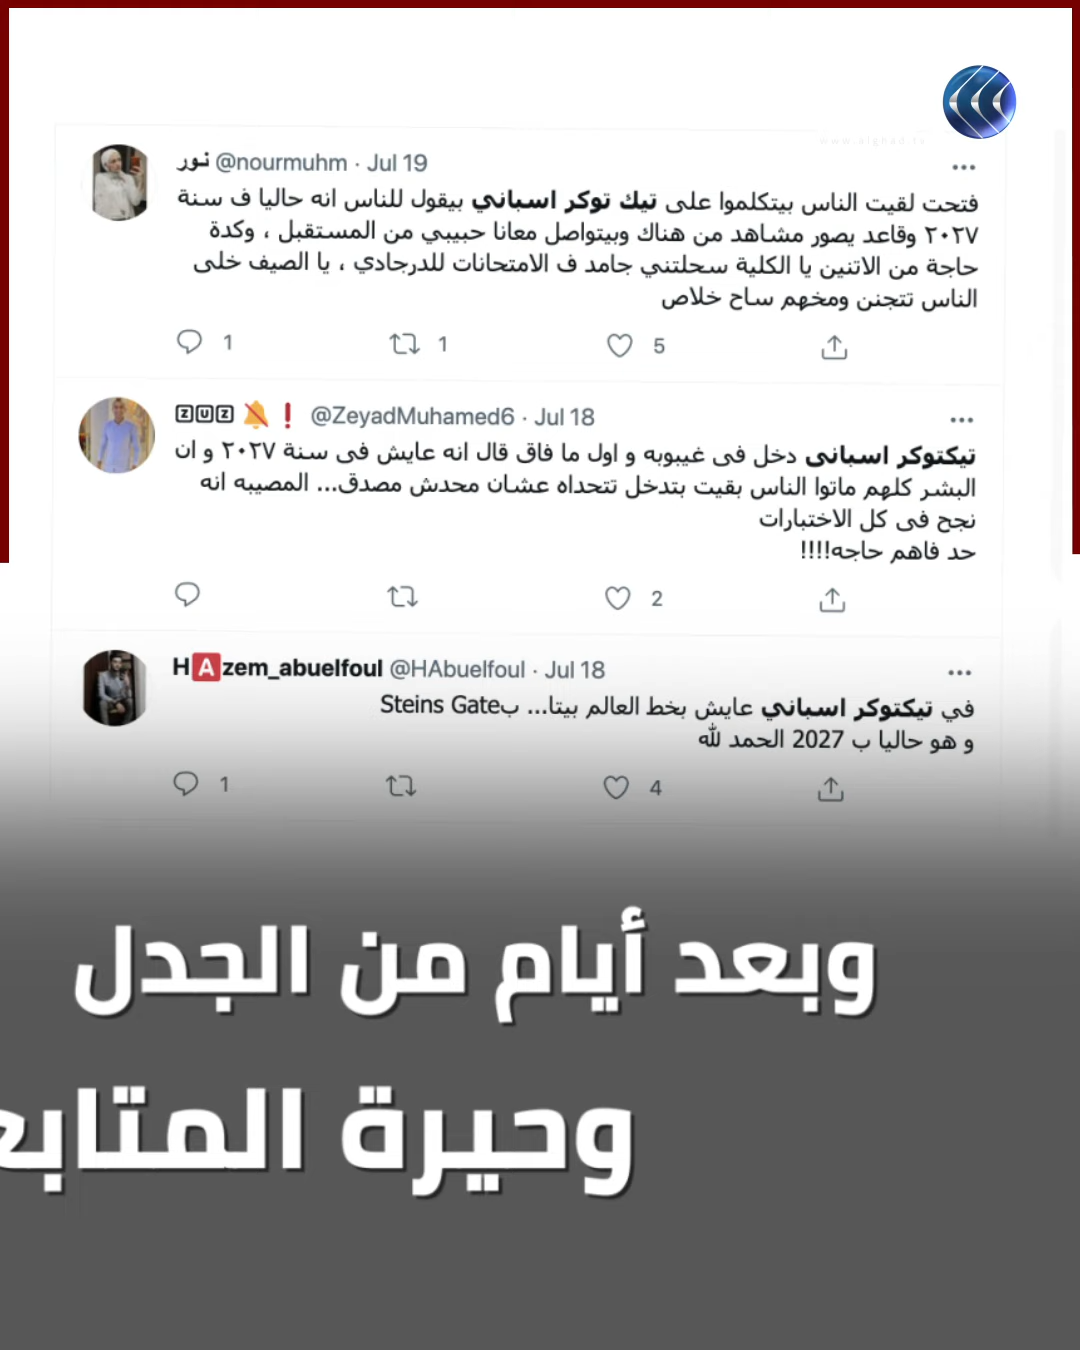 www.alghad.tv
نور @nourmuhm · Jul 19
فتحت لقيت الناس بيتكلموا على تيك توكر اسباني بيقول للناس انه حاليا ف سنة
٢٠٢٧ وقاعد يصور مشاهد من هناك وبيتواصل معانا حبيبي من المستقبل ، وكدة
حاجة من الاتنين يا الكلية سحلتني جامد ف الامتحانات للدرجادي ، يا الصيف خلى
الناس تتجنن ومخهم ساح خلاص
1 1 5
ZUZ 🔕❗ @ZeyadMuhamed6 · Jul 18
تيكتوكر اسبانى دخل فى غيبوبه و اول ما فاق قال انه عايش فى سنة ٢٠٢٧ و ان
البشر كلهم ماتوا الناس بقيت بتدخل تتحداه عشان محدش مصدق... المصيبه انه
نجح فى كل الاختبارات
حد فاهم حاجه!!!!
2
H🅰zem_abuelfoul @HAbuelfoul · Jul 18
في تيكتوكر اسباني عايش بخط العالم بيتا... بSteins Gate
و هو حاليا ب 2027 الحمد لله
1 4
وبعد أيام من الجدل
وحيرة المتابع